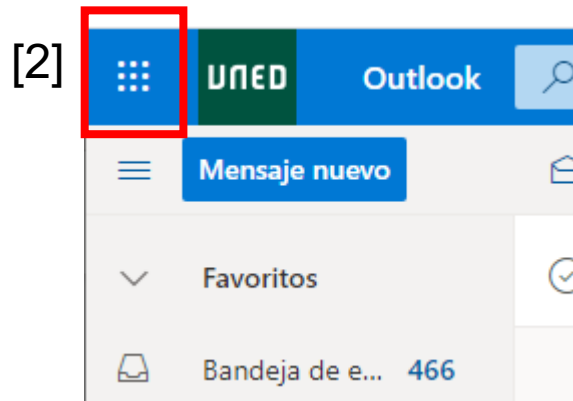 [2]
UNED Outlook
Mensaje nuevo
Favoritos
Bandeja de e... 466